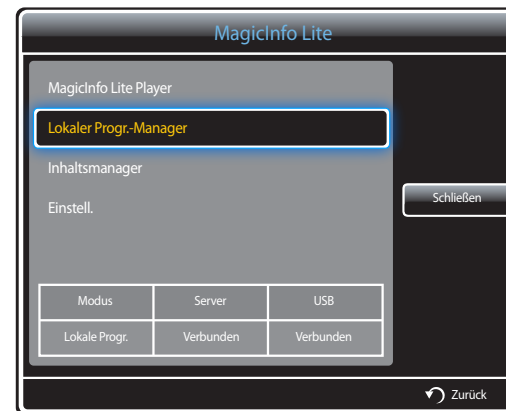 MagicInfo Lite
MagicInfo Lite Player
Lokaler Progr.-Manager
Inhaltsmanager
Einstell.
Schließen
Modus Server USB
Lokale Progr. Verbunden Verbunden
Zurück